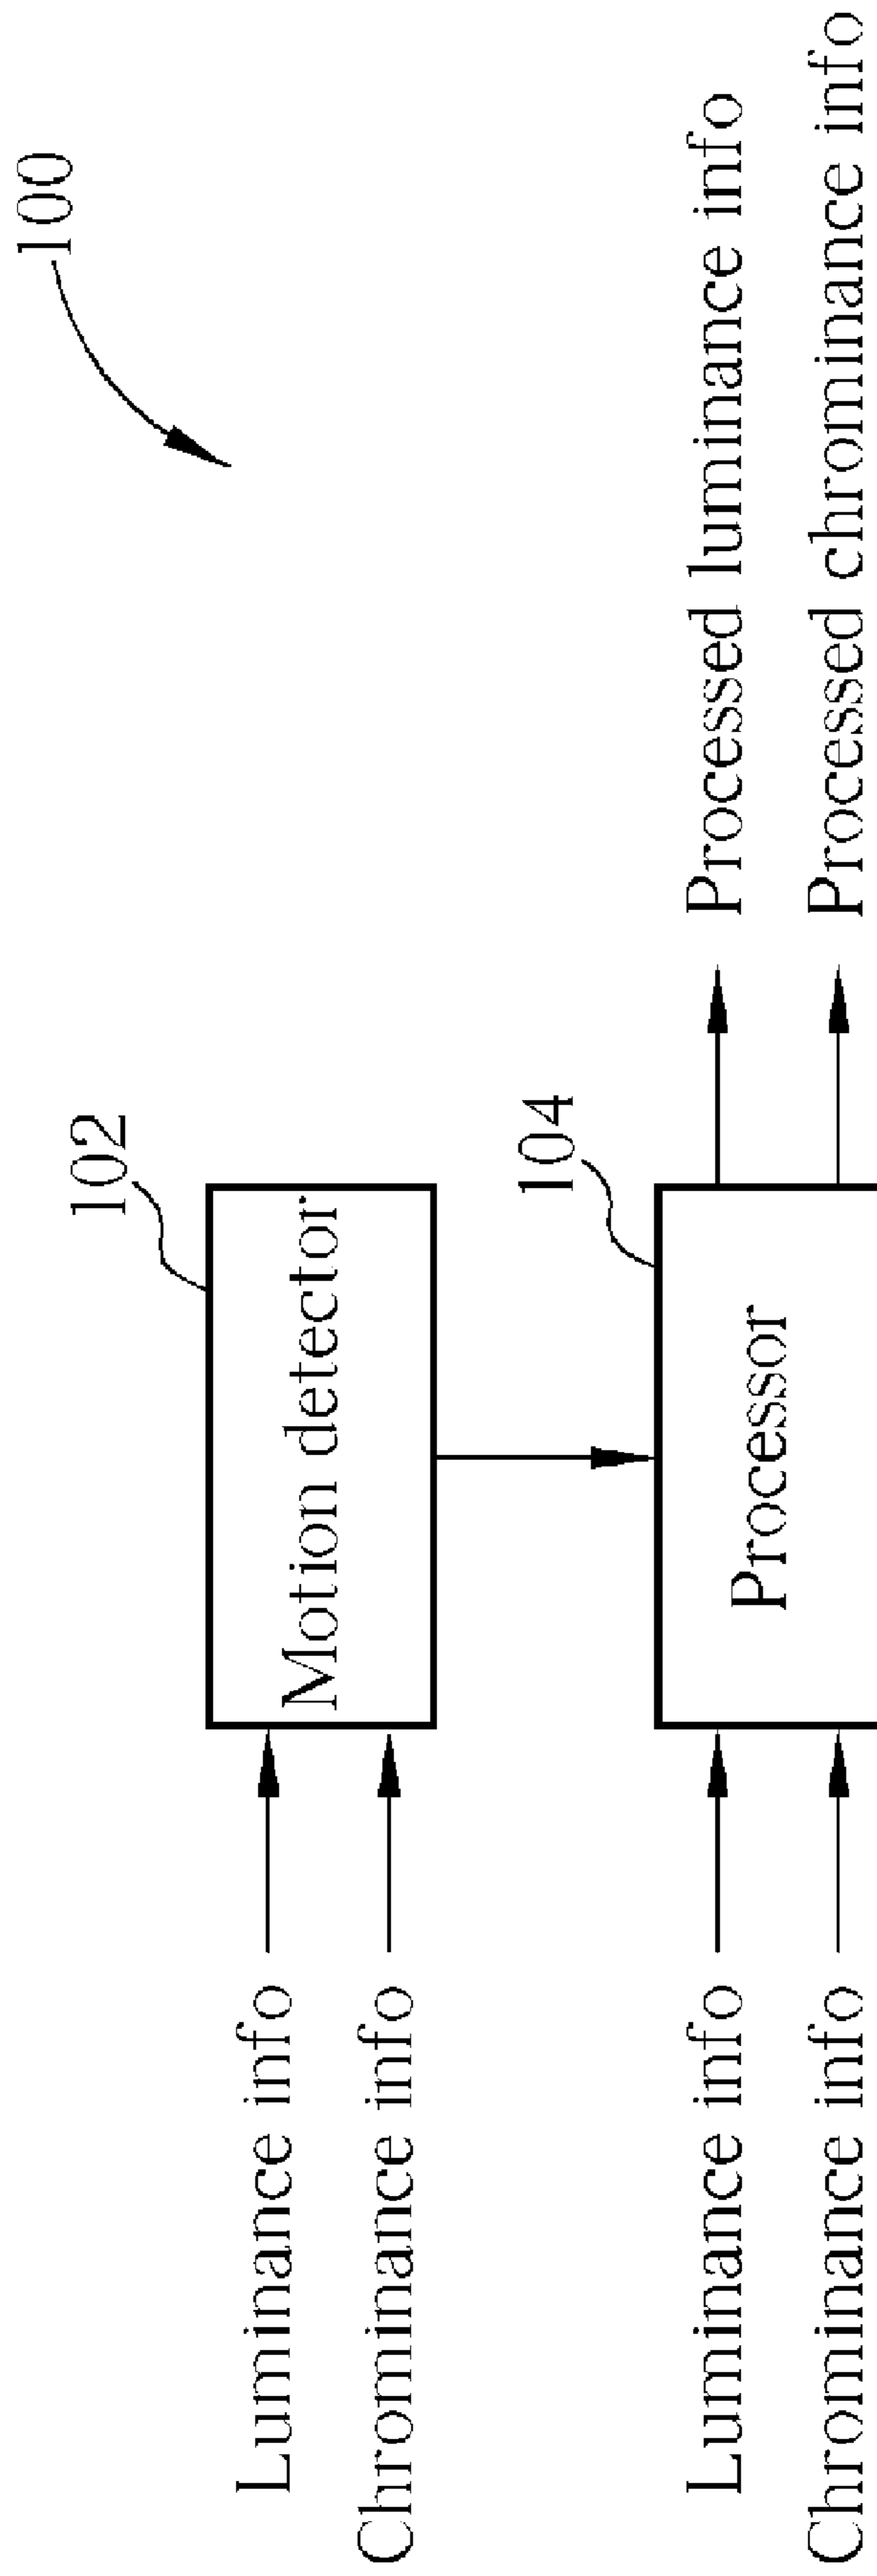 100
102
Luminance info
Chrominance info
Motion detector
104
Luminance info
Chrominance info
Processor
Processed luminance info
Processed chrominance info